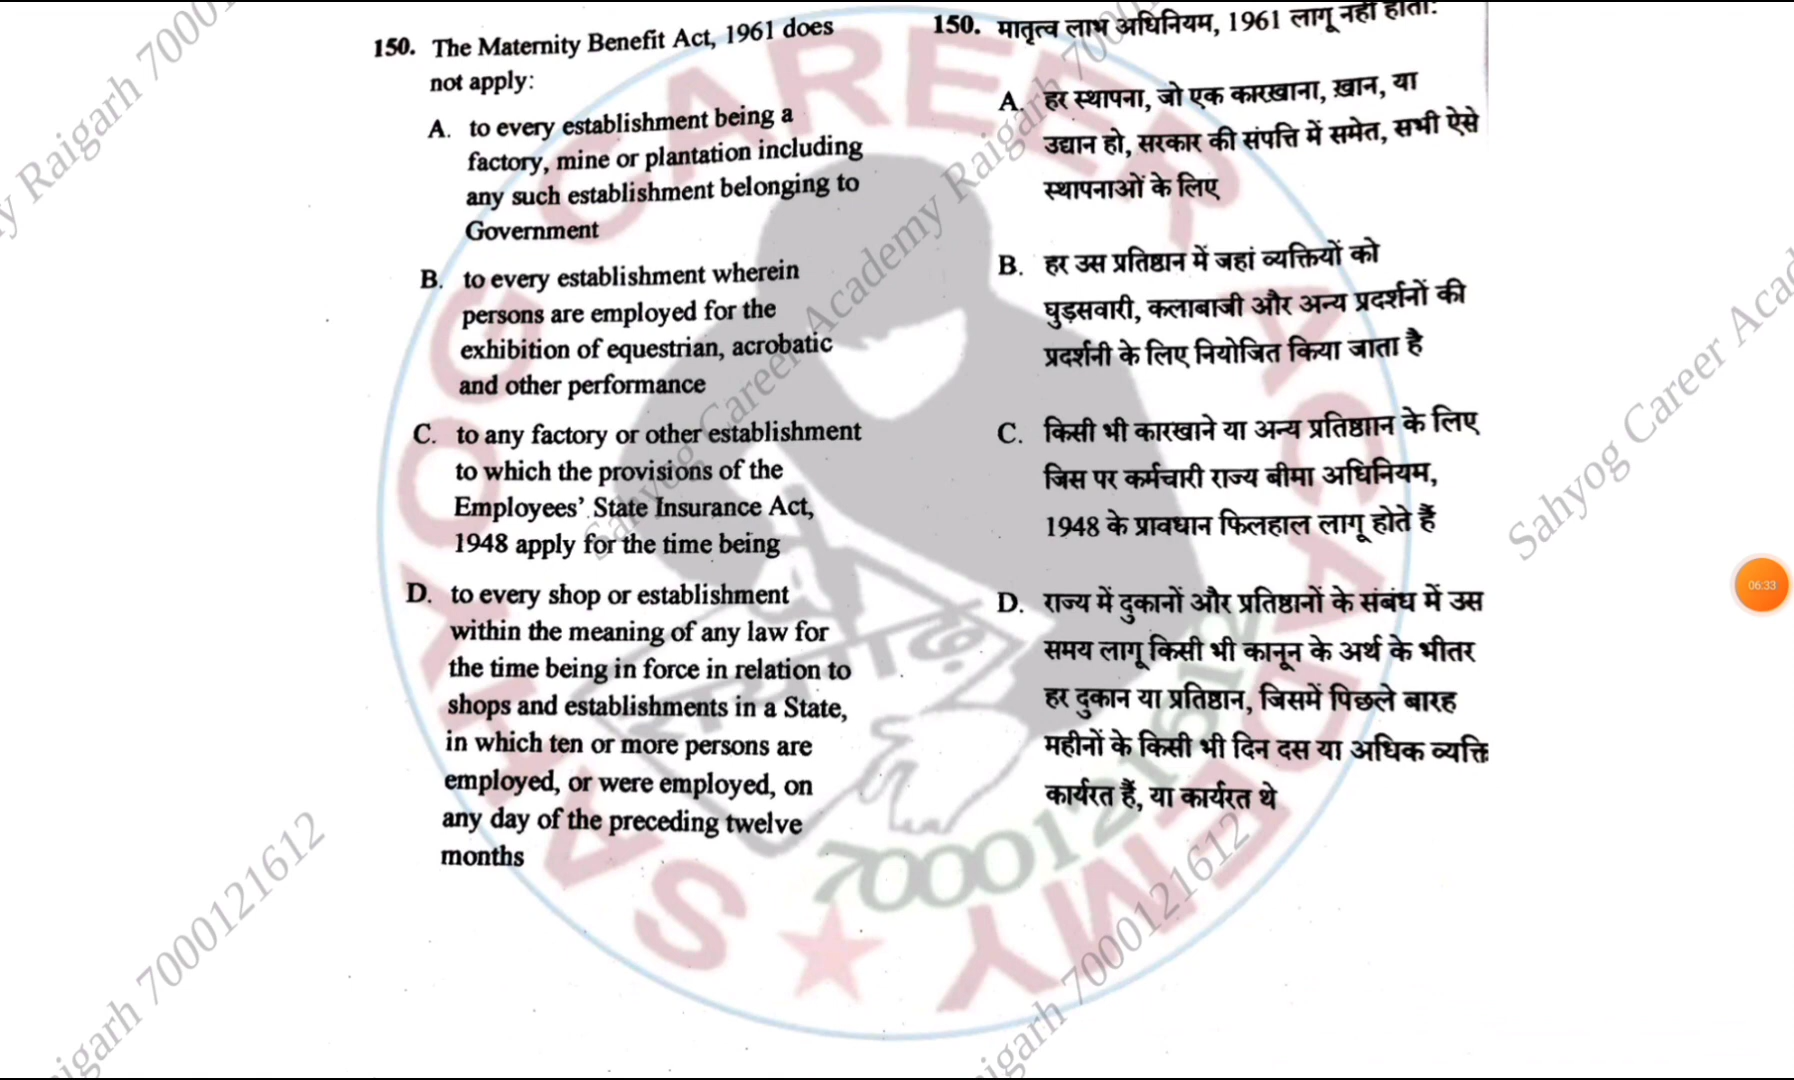 150. The Maternity Benefit Act, 1961 does
not apply:
A. to every establishment being a
factory, mine or plantation including
any such establishment belonging to
Government
B. to every establishment wherein
persons are employed for the
exhibition of equestrian, acrobatic
and other performance
C. to any factory or other establishment
to which the provisions of the
Employees' State Insurance Act,
1948 apply for the time being
D. to every shop or establishment
within the meaning of any law for
the time being in force in relation to
shops and establishments in a State,
in which ten or more persons are
employed, or were employed, on
any day of the preceding twelve
months
150. मातृत्व लाभ अधिनियम, 1961 लागू नहीं होता:
A. हर स्थापना, जो एक कारख़ाना, ख़ान, या
उद्यान हो, सरकार की संपत्ति में समेत, सभी ऐसे
स्थापनाओं के लिए
B. हर उस प्रतिष्ठान में जहां व्यक्तियों को
घुड़सवारी, कलाबाजी और अन्य प्रदर्शनों की
प्रदर्शनी के लिए नियोजित किया जाता है
C. किसी भी कारखाने या अन्य प्रतिष्ठाान के लिए
जिस पर कर्मचारी राज्य बीमा अधिनियम,
1948 के प्रावधान फिलहाल लागू होते हैं
D. राज्य में दुकानों और प्रतिष्ठानों के संबंध में उस
समय लागू किसी भी कानून के अर्थ के भीतर
हर दुकान या प्रतिष्ठान, जिसमें पिछले बारह
महीनों के किसी भी दिन दस या अधिक व्यक्ति
कार्यरत हैं, या कार्यरत थे
06:33
SAHYOG CAREER ACADEMY
रायगढ़
7000121612
y Raigarh 7000
Sahyog Career Academy Raigarh 7000
Sahyog Career Acad
igarh 7000121612
igarh 7000121612